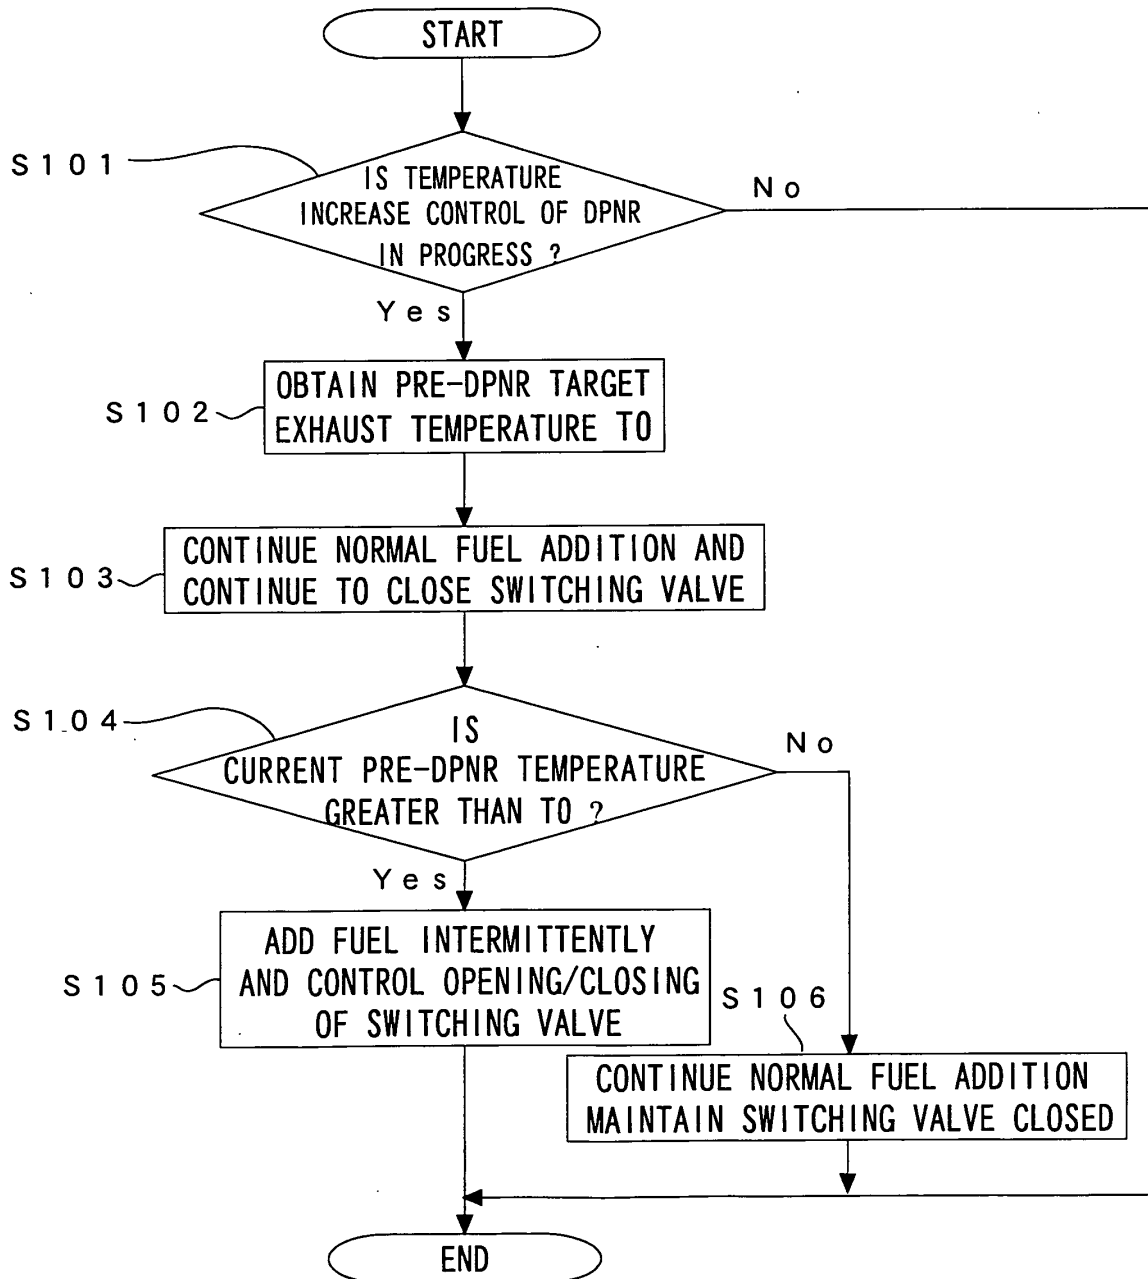 START
S101
IS TEMPERATURE
INCREASE CONTROL OF DPNR
IN PROGRESS ?
No
Yes
S102
OBTAIN PRE-DPNR TARGET
EXHAUST TEMPERATURE TO
S103
CONTINUE NORMAL FUEL ADDITION AND
CONTINUE TO CLOSE SWITCHING VALVE
S104
IS
CURRENT PRE-DPNR TEMPERATURE
GREATER THAN TO ?
No
Yes
S105
ADD FUEL INTERMITTENTLY
AND CONTROL OPENING/CLOSING
OF SWITCHING VALVE
S106
CONTINUE NORMAL FUEL ADDITION
MAINTAIN SWITCHING VALVE CLOSED
END